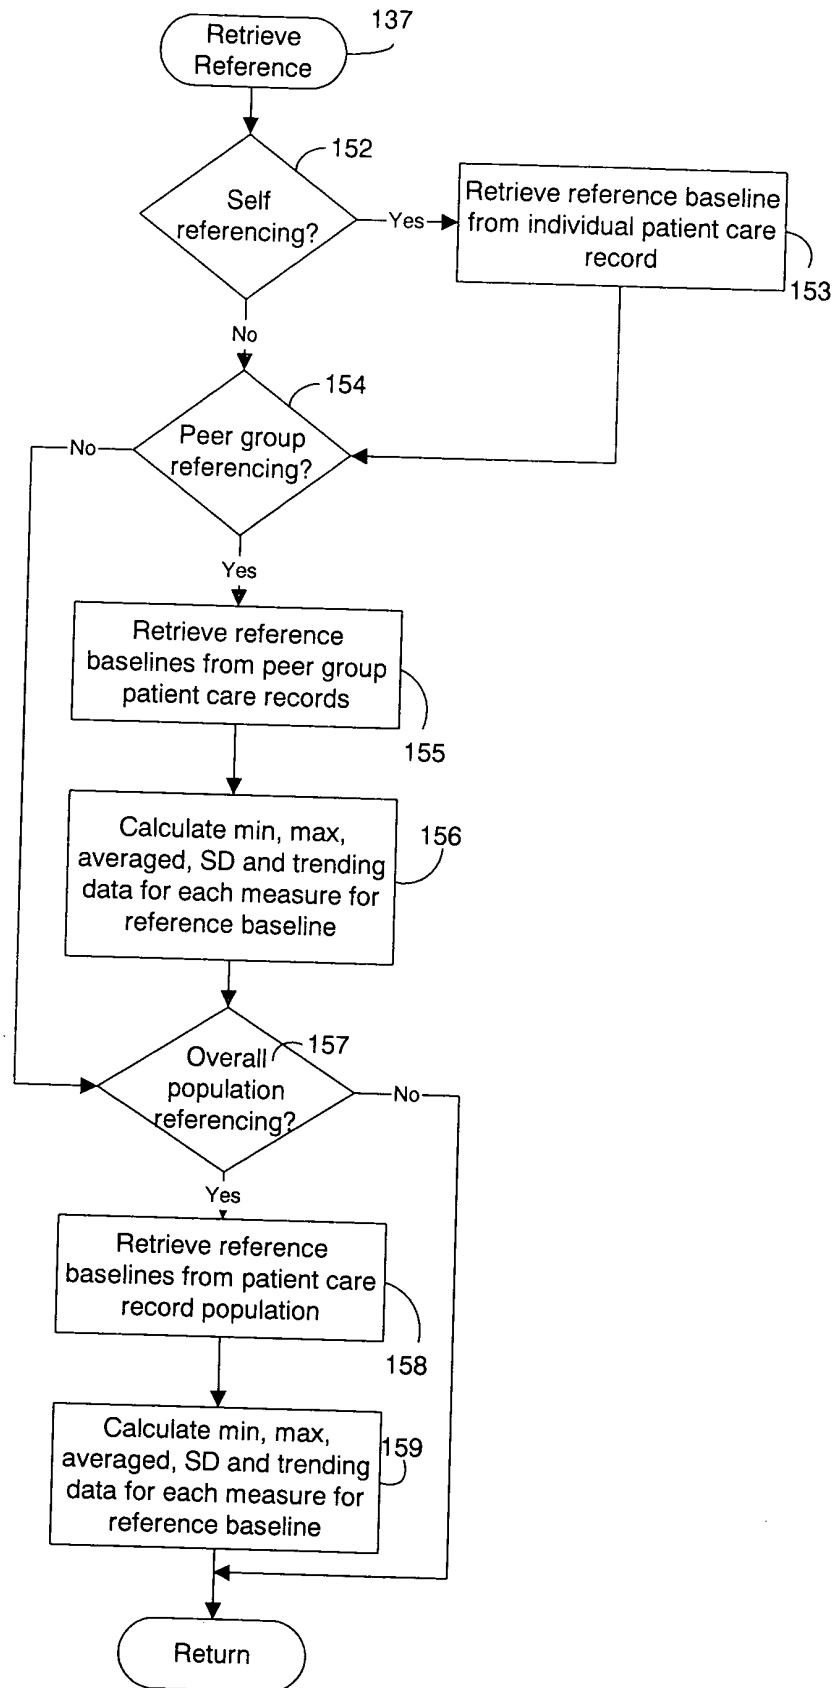 Retrieve
Reference
137
152
Self
referencing?
Yes
Retrieve reference baseline
from individual patient care
record
153
No
154
Peer group
referencing?
No
Yes
Retrieve reference
baselines from peer group
patient care records
155
Calculate min, max,
averaged, SD and trending
data for each measure for
reference baseline
156
157
Overall
population
referencing?
No
Yes
Retrieve reference
baselines from patient care
record population
158
Calculate min, max,
averaged, SD and trending
data for each measure for
reference baseline
159
Return